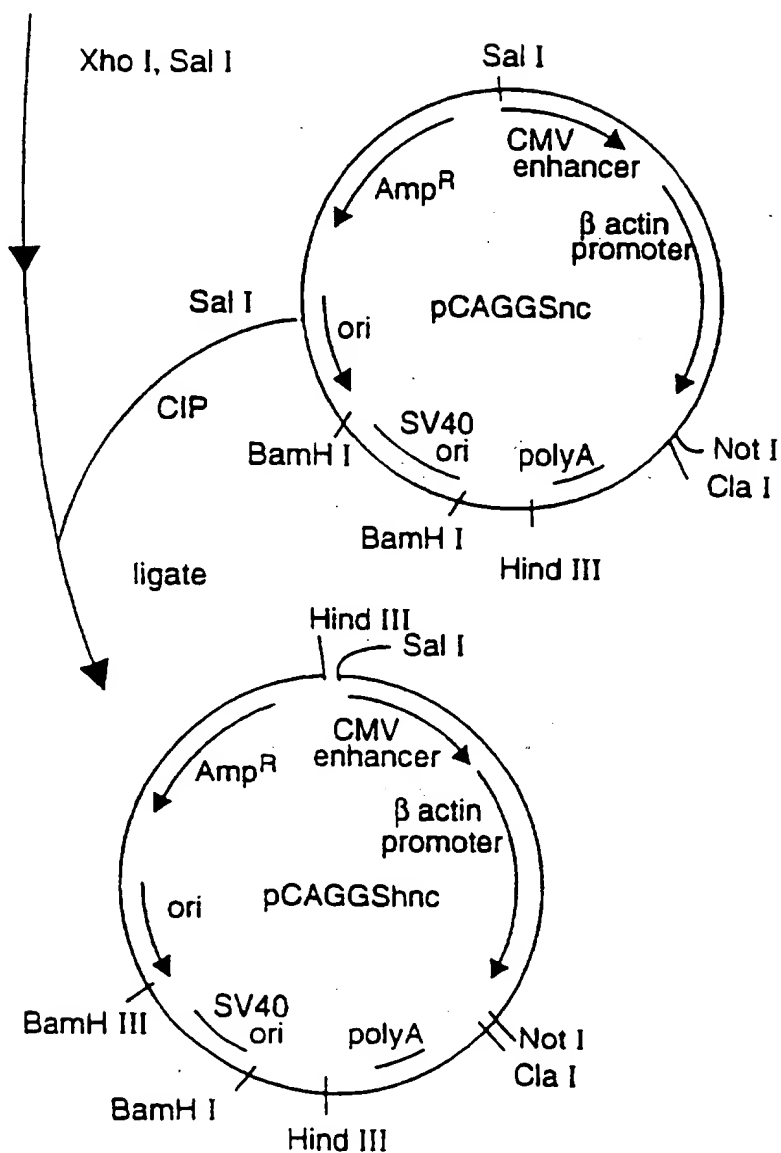 Xho I, Sal I
Sal I
CMV
enhancer
Amp^R
β actin
promoter
Sal I
pCAGGSnc
ori
CIP
SV40
ori
BamH I
polyA
Not I
Cla I
BamH I
Hind III
ligate
Hind III
Sal I
CMV
enhancer
Amp^R
β actin
promoter
pCAGGShnc
ori
SV40
ori
BamH III
polyA
Not I
Cla I
BamH I
Hind III